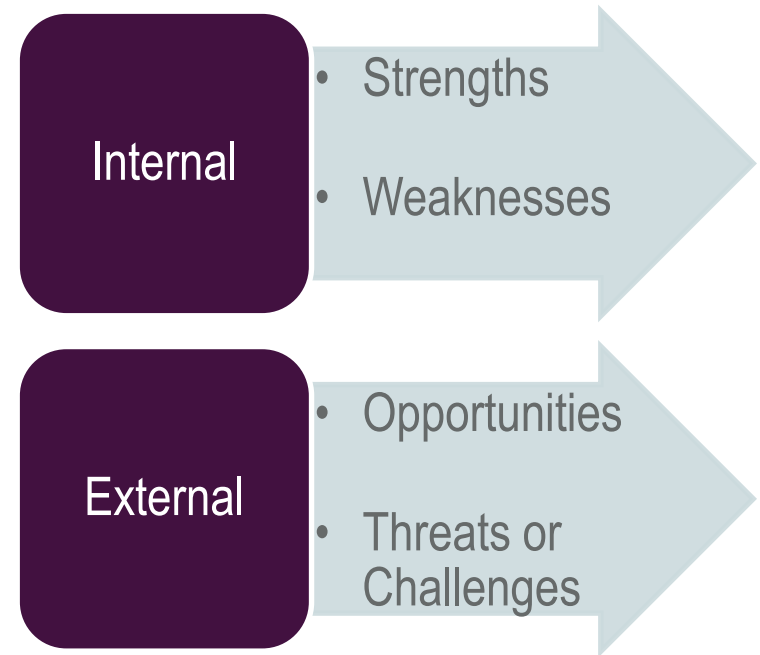 Internal
• Strengths
• Weaknesses
External
• Opportunities
• Threats or
Challenges